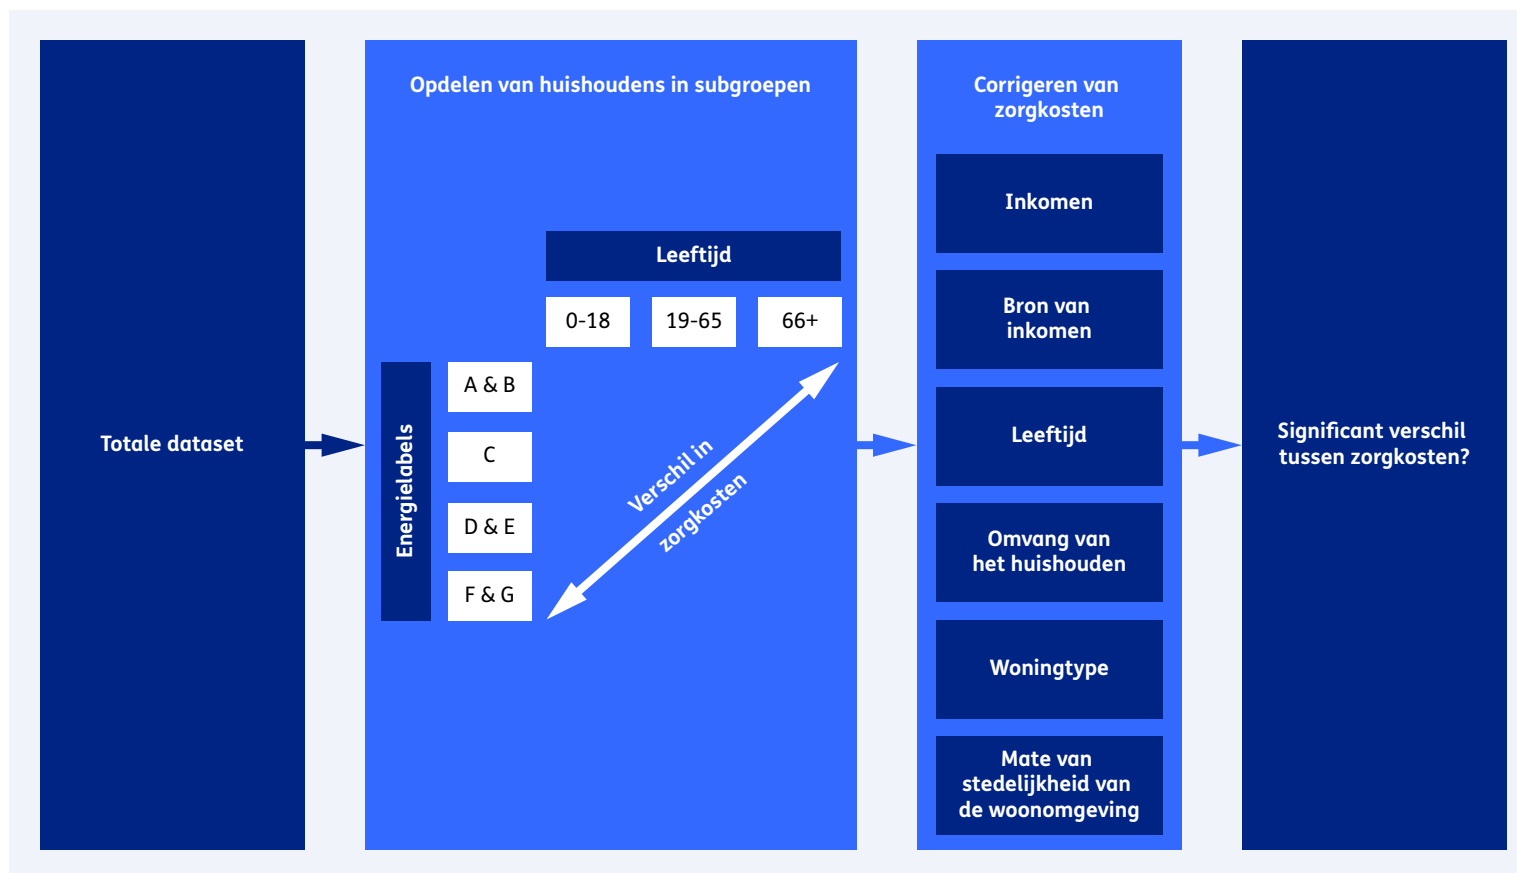 Totale dataset
Opdelen van huishoudens in subgroepen
Leeftijd
0-18
19-65
66+
Energielabels
A & B
C
D & E
F & G
Verschil in
zorgkosten
Corrigeren van
zorgkosten
Inkomen
Bron van
inkomen
Leeftijd
Omvang van
het huishouden
Woningtype
Mate van
stedelijkheid van
de woonomgeving
Significant verschil
tussen zorgkosten?